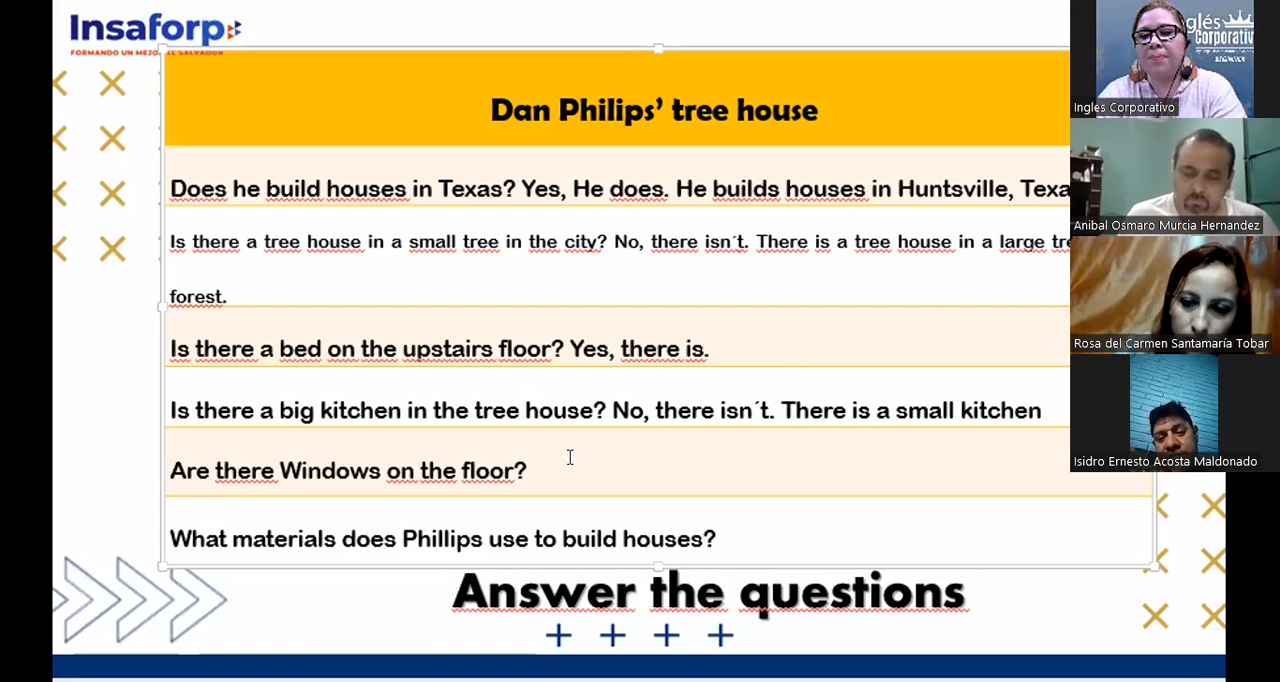 Insaforp
FORMANDO UN MEJOR EL SALVADOR
Dan Philips’ tree house
Does he build houses in Texas? Yes, He does. He builds houses in Huntsville, Texa
Is there a tree house in a small tree in the city? No, there isn´t. There is a tree house in a large tre
forest.
Is there a bed on the upstairs floor? Yes, there is.
Is there a big kitchen in the tree house? No, there isn´t. There is a small kitchen
Are there Windows on the floor?
What materials does Phillips use to build houses?
Answer the questions
glés
Corporativ
BEGINNER
Ingles Corporativo
Anibal Osmaro Murcia Hernandez
Rosa del Carmen Santamaría Tobar
Isidro Ernesto Acosta Maldonado